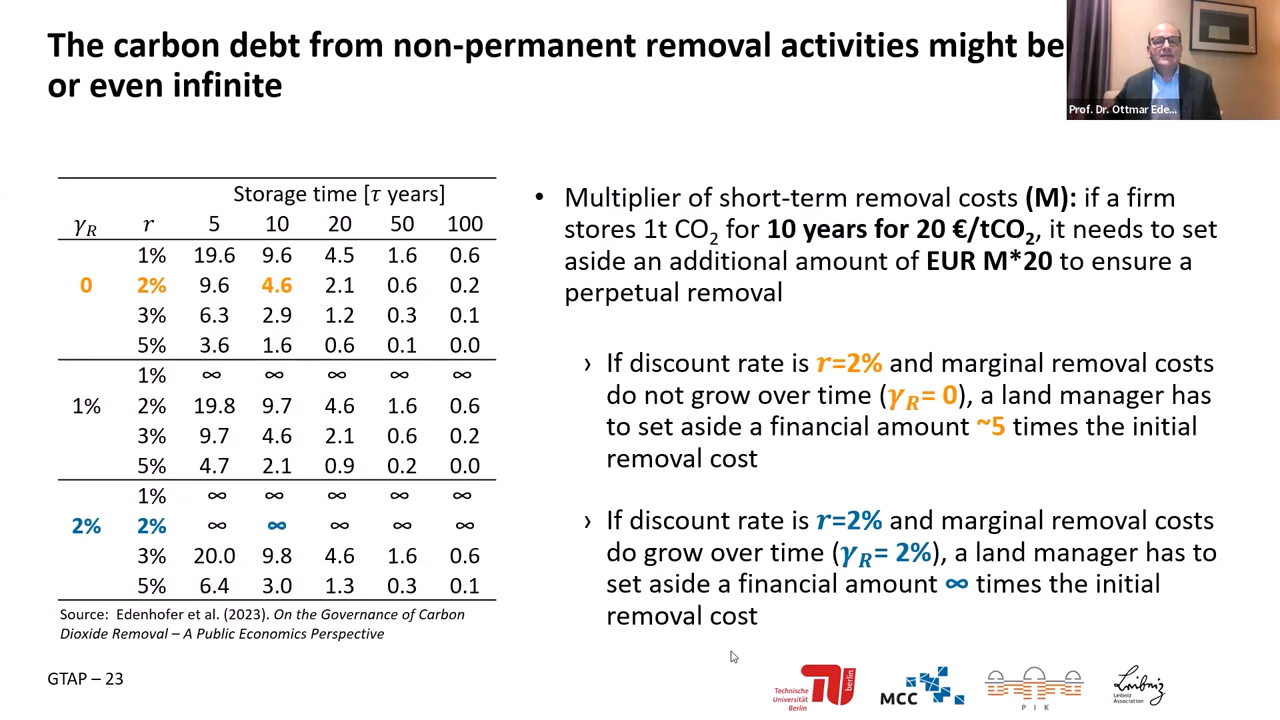 The carbon debt from non-permanent removal activities might be
or even infinite
Prof. Dr. Ottmar Ede...
Storage time [τ years]
γR r 5 10 20 50 100
1% 19.6 9.6 4.5 1.6 0.6
0 2% 9.6 4.6 2.1 0.6 0.2
3% 6.3 2.9 1.2 0.3 0.1
5% 3.6 1.6 0.6 0.1 0.0
1% ∞ ∞ ∞ ∞ ∞
1% 2% 19.8 9.7 4.6 1.6 0.6
3% 9.7 4.6 2.1 0.6 0.2
5% 4.7 2.1 0.9 0.2 0.0
1% ∞ ∞ ∞ ∞ ∞
2% 2% ∞ ∞ ∞ ∞ ∞
3% 20.0 9.8 4.6 1.6 0.6
5% 6.4 3.0 1.3 0.3 0.1
Source: Edenhofer et al. (2023). On the Governance of Carbon
Dioxide Removal – A Public Economics Perspective
• Multiplier of short-term removal costs (M): if a firm
stores 1t CO2 for 10 years for 20 €/tCO2, it needs to set
aside an additional amount of EUR M*20 to ensure a
perpetual removal
› If discount rate is r=2% and marginal removal costs
do not grow over time (γR= 0), a land manager has
to set aside a financial amount ~5 times the initial
removal cost
› If discount rate is r=2% and marginal removal costs
do grow over time (γR= 2%), a land manager has to
set aside a financial amount ∞ times the initial
removal cost
GTAP – 23
Technische
Universität
Berlin
berlin
MCC
PIK
Leibniz
Leibniz
Association